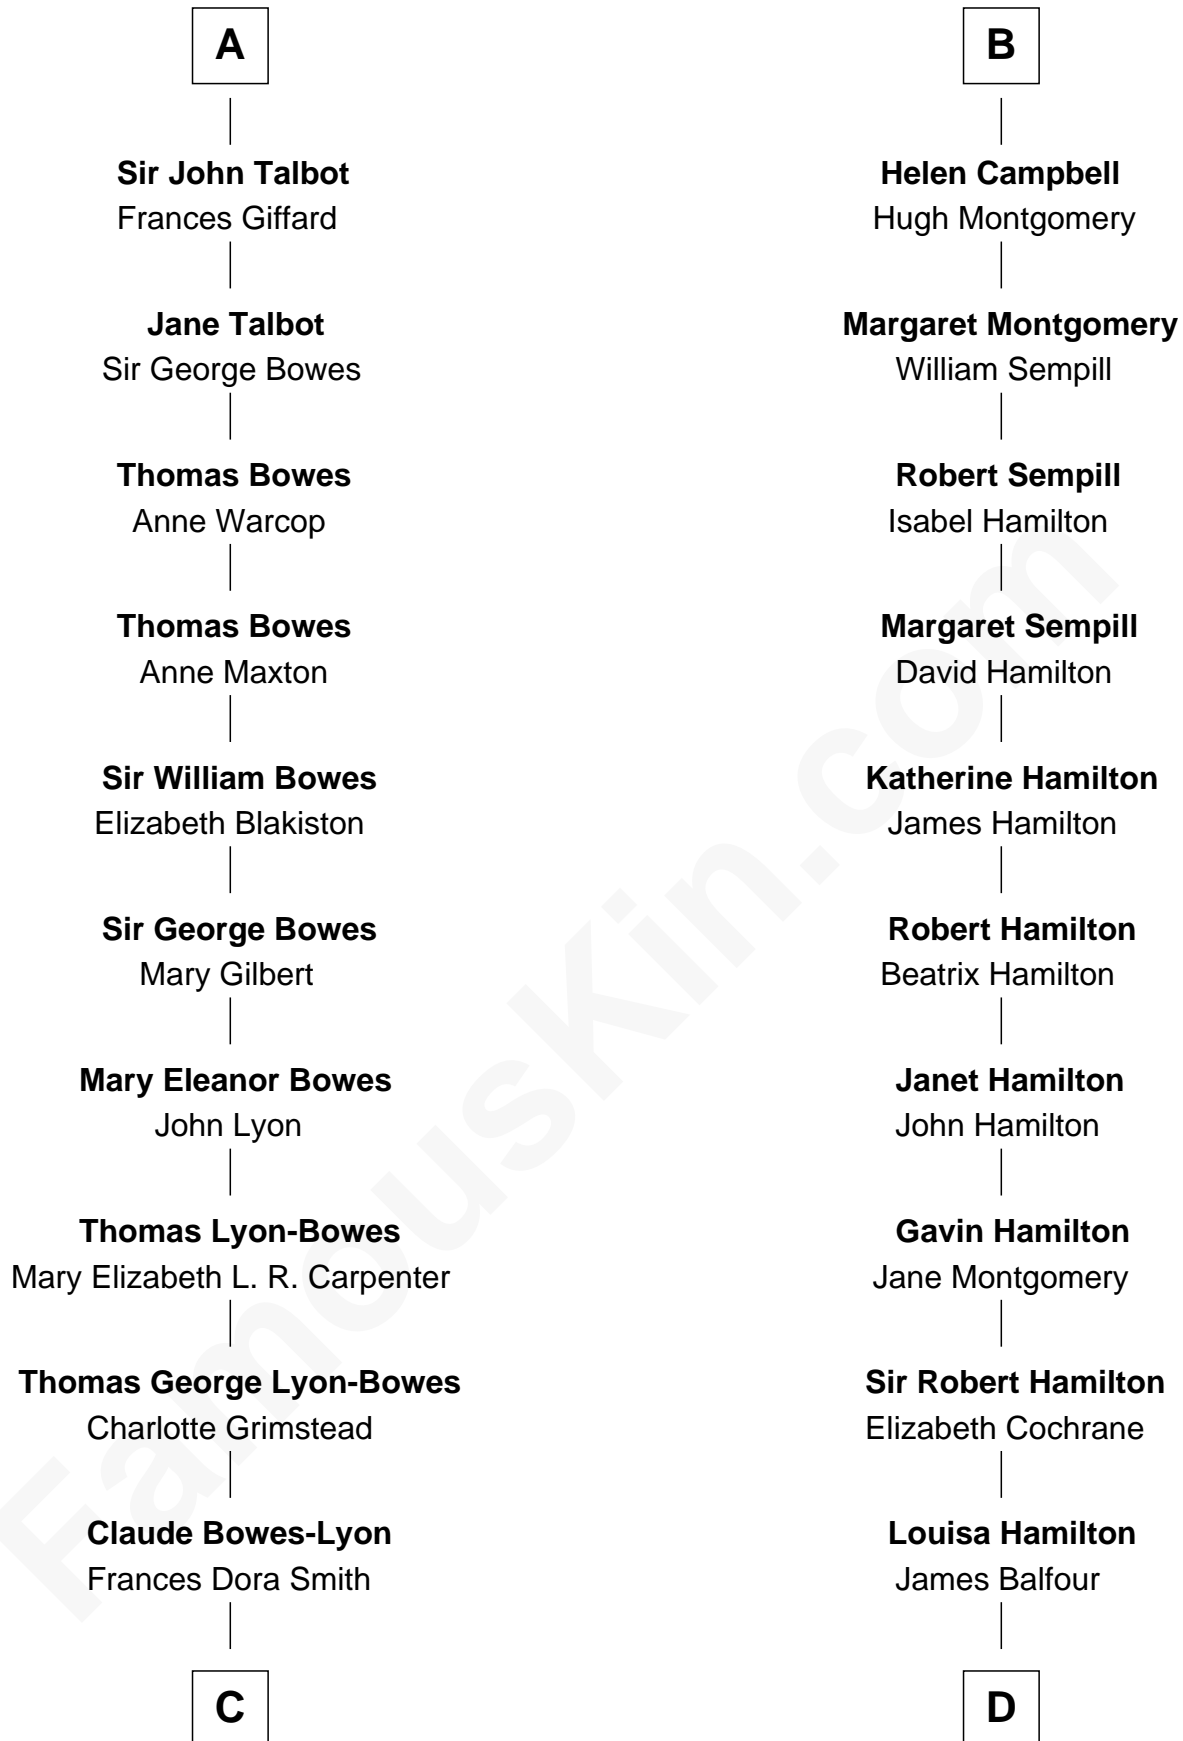 A
Sir John Talbot
Frances Giffard
Jane Talbot
Sir George Bowes
Thomas Bowes
Anne Warcop
Thomas Bowes
Anne Maxton
Sir William Bowes
Elizabeth Blakiston
Sir George Bowes
Mary Gilbert
Mary Eleanor Bowes
John Lyon
Thomas Lyon-Bowes
Mary Elizabeth L. R. Carpenter
Thomas George Lyon-Bowes
Charlotte Grimstead
Claude Bowes-Lyon
Frances Dora Smith
C
B
Helen Campbell
Hugh Montgomery
Margaret Montgomery
William Sempill
Robert Sempill
Isabel Hamilton
Margaret Sempill
David Hamilton
Katherine Hamilton
James Hamilton
Robert Hamilton
Beatrix Hamilton
Janet Hamilton
John Hamilton
Gavin Hamilton
Jane Montgomery
Sir Robert Hamilton
Elizabeth Cochrane
Louisa Hamilton
James Balfour
D
FamousKin.com